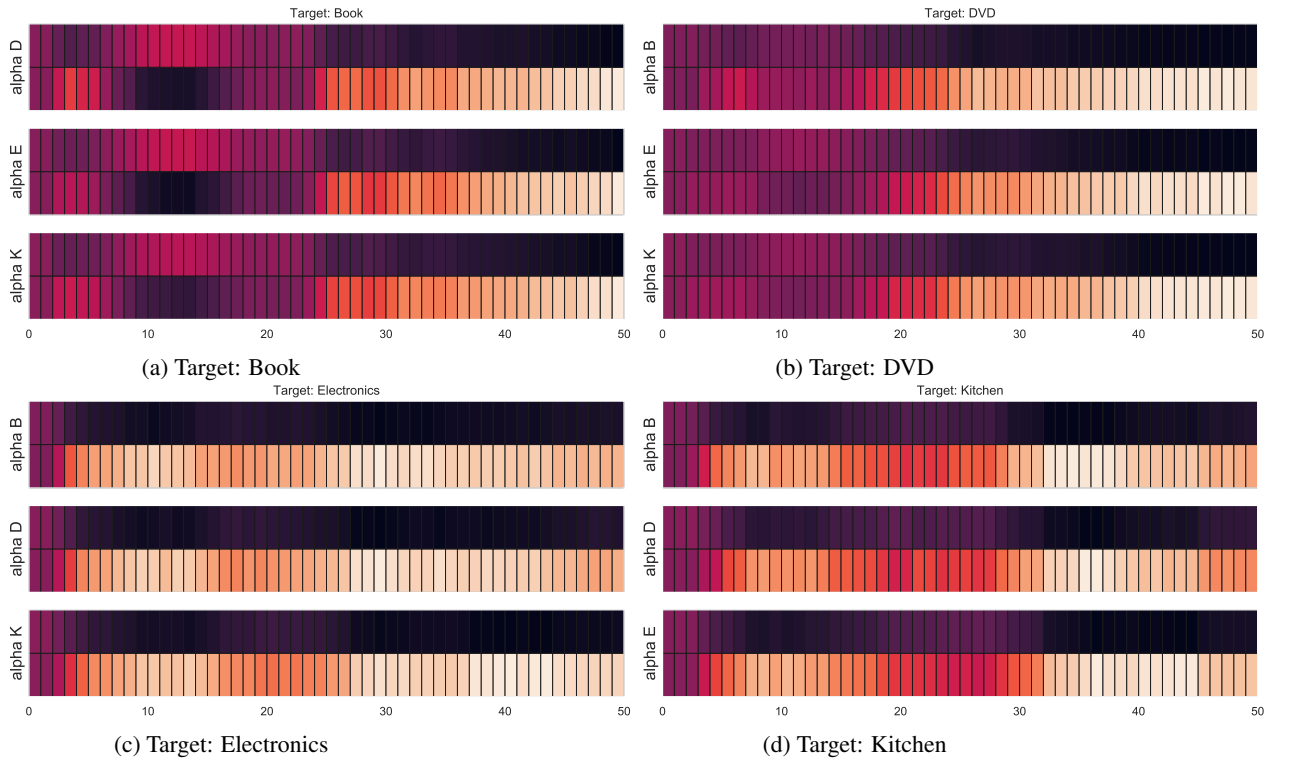 Target: Book
alpha D
alpha E
alpha K
0 10 20 30 40 50
(a) Target: Book
Target: DVD
alpha B
alpha E
alpha K
0 10 20 30 40 50
(b) Target: DVD
Target: Electronics
alpha B
alpha D
alpha K
0 10 20 30 40 50
(c) Target: Electronics
Target: Kitchen
alpha B
alpha D
alpha E
0 10 20 30 40 50
(d) Target: Kitchen